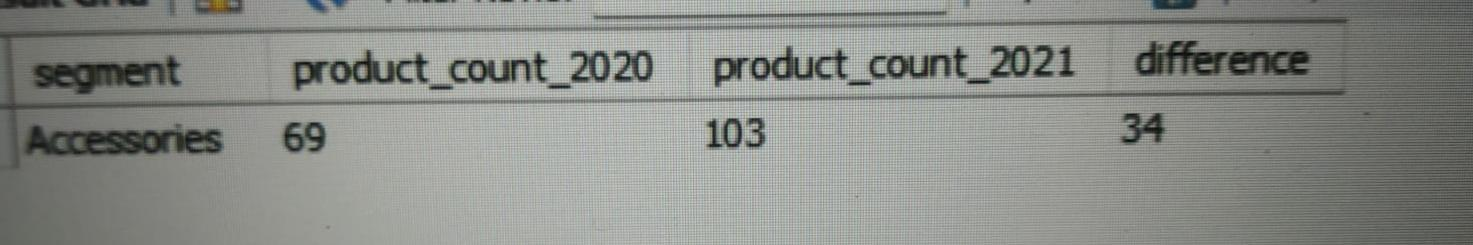 segment product_count_2020 product_count_2021 difference
Accessories 69 103 34